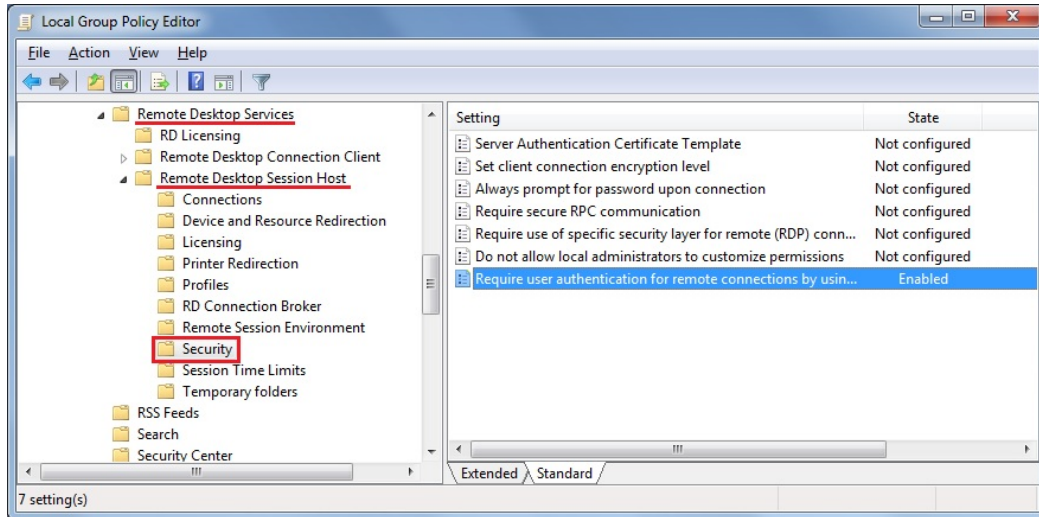 Local Group Policy Editor
File Action View Help
Remote Desktop Services
RD Licensing
Remote Desktop Connection Client
Remote Desktop Session Host
Connections
Device and Resource Redirection
Licensing
Printer Redirection
Profiles
RD Connection Broker
Remote Session Environment
Security
Session Time Limits
Temporary folders
RSS Feeds
Search
Security Center
Setting State
Server Authentication Certificate Template Not configured
Set client connection encryption level Not configured
Always prompt for password upon connection Not configured
Require secure RPC communication Not configured
Require use of specific security layer for remote (RDP) conn... Not configured
Do not allow local administrators to customize permissions Not configured
Require user authentication for remote connections by usin... Enabled
Extended Standard
7 setting(s)